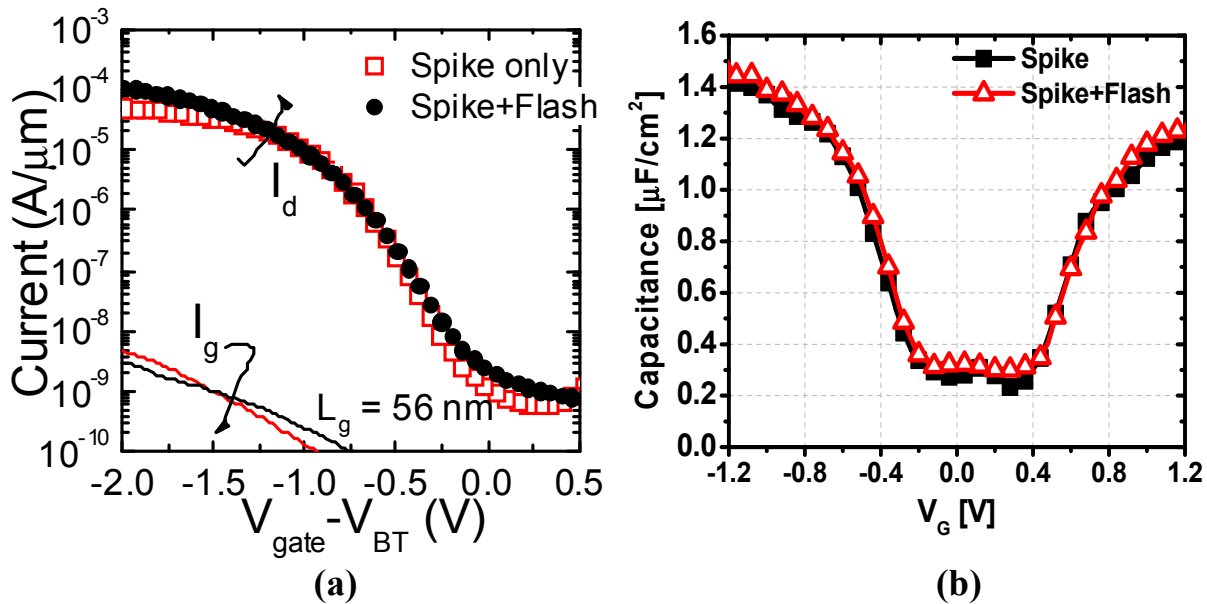 10⁻³
10⁻⁴
10⁻⁵
10⁻⁶
10⁻⁷
10⁻⁸
10⁻⁹
10⁻¹⁰
Current (A/μm)
Spike only
Spike+Flash
I_d
I_g
L_g = 56 nm
-2.0 -1.5 -1.0 -0.5 0.0 0.5
V_gate-V_BT (V)
(a)
1.6
1.4
1.2
1.0
0.8
0.6
0.4
0.2
0.0
Capacitance [μF/cm²]
Spike
Spike+Flash
-1.2 -0.8 -0.4 0.0 0.4 0.8 1.2
V_G [V]
(b)